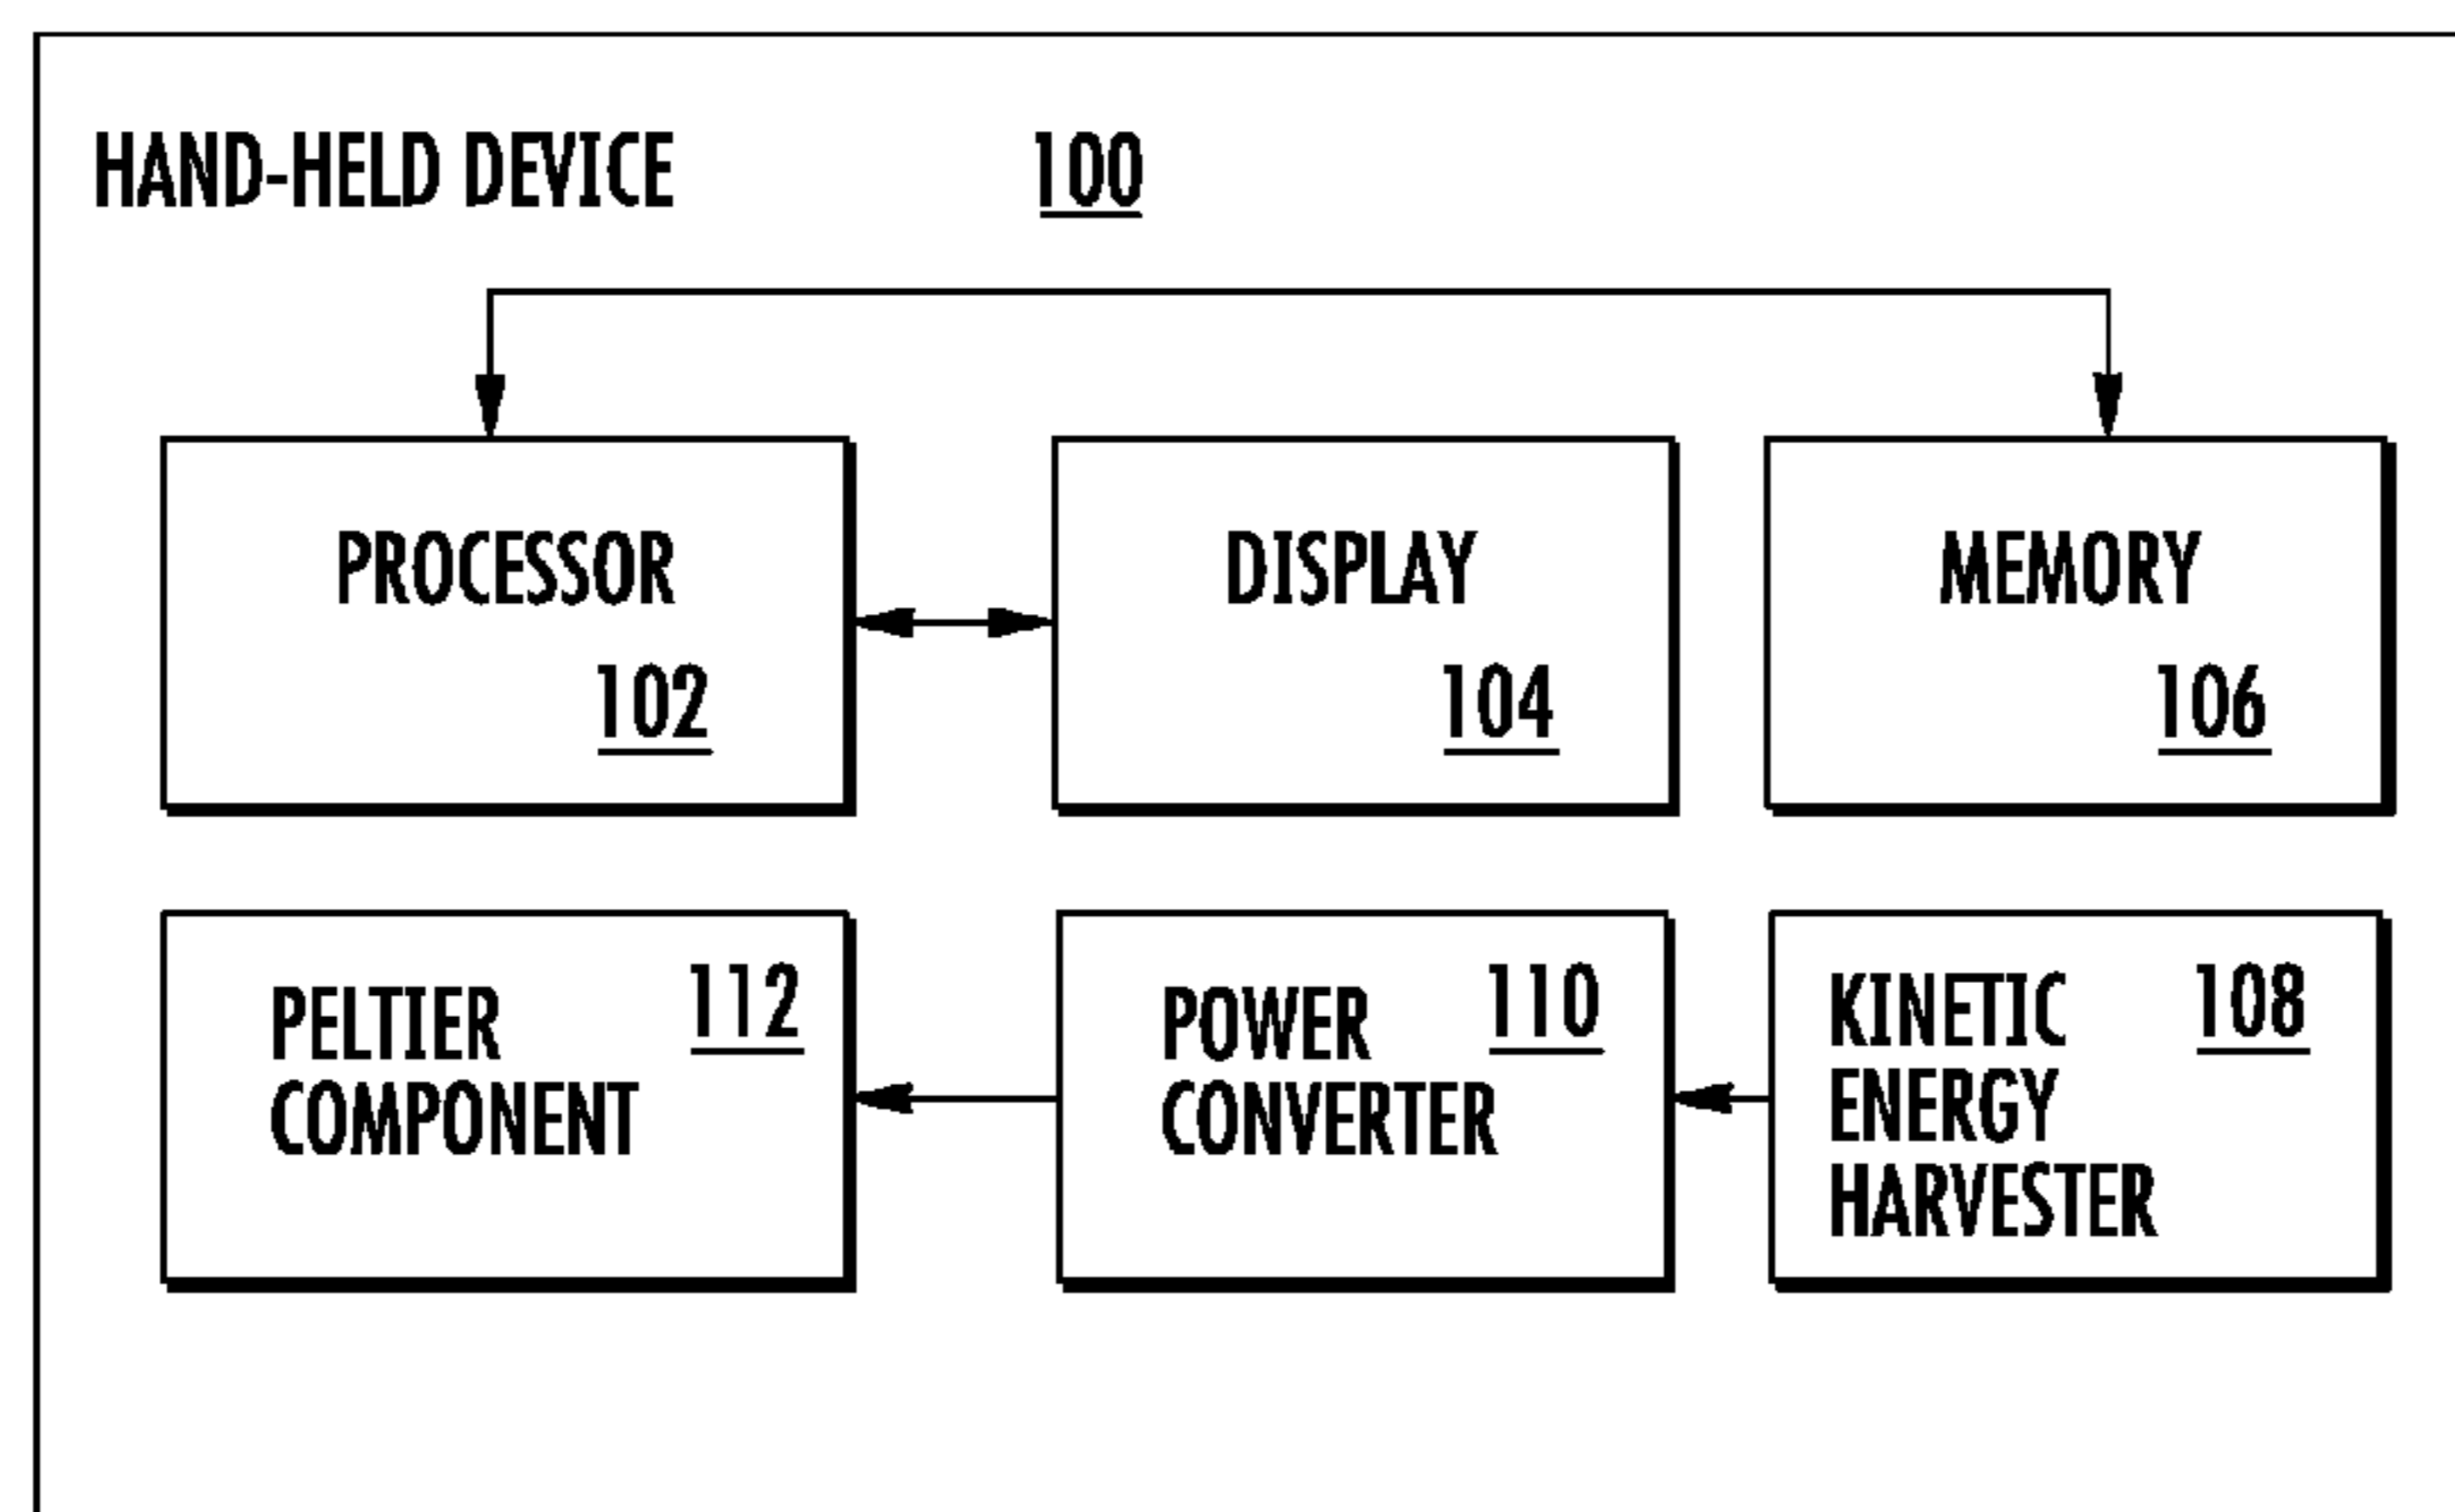 HAND-HELD DEVICE 100
PROCESSOR
102
DISPLAY
104
MEMORY
106
PELTIER 112
COMPONENT
POWER 110
CONVERTER
KINETIC 108
ENERGY
HARVESTER